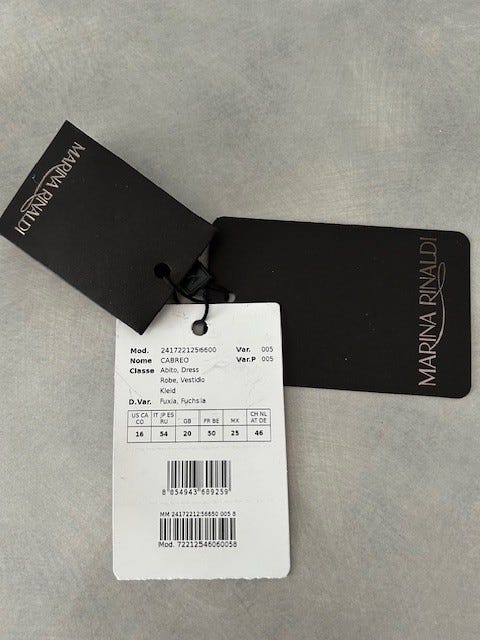 MARINA RINALDI
MARINA RINALDI
Mod. 2417221256600 Var. 005
Nome CABREO Var.P 005
Classe Abito, Dress
Robe, Vestido
Kleid
D.Var. Fuxia, Fuchsia
US CA CO IT JP ES RU GB FR BE MX CH NL AT DE
16 54 20 50 25 46
8 054943 689259
MM 2417221256650 005 8
Mod. 72212546060058